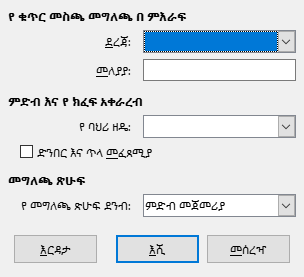 የ ቁጥር መስጫ መግለጫ በ ምእራፍ
ደረጃ:
መለያያ:
ምድብ እና የ ክፈፍ አቀራረብ
የ ባህሪ ዘዴ:
ድንበር እና ጥላ መፈጸሚያ
መግለጫ ጽሁፍ
የ መግለጫ ጽሁፍ ደንብ:
ምድብ መጀመሪያ
እርዳታ
እሺ
መሰረዣ